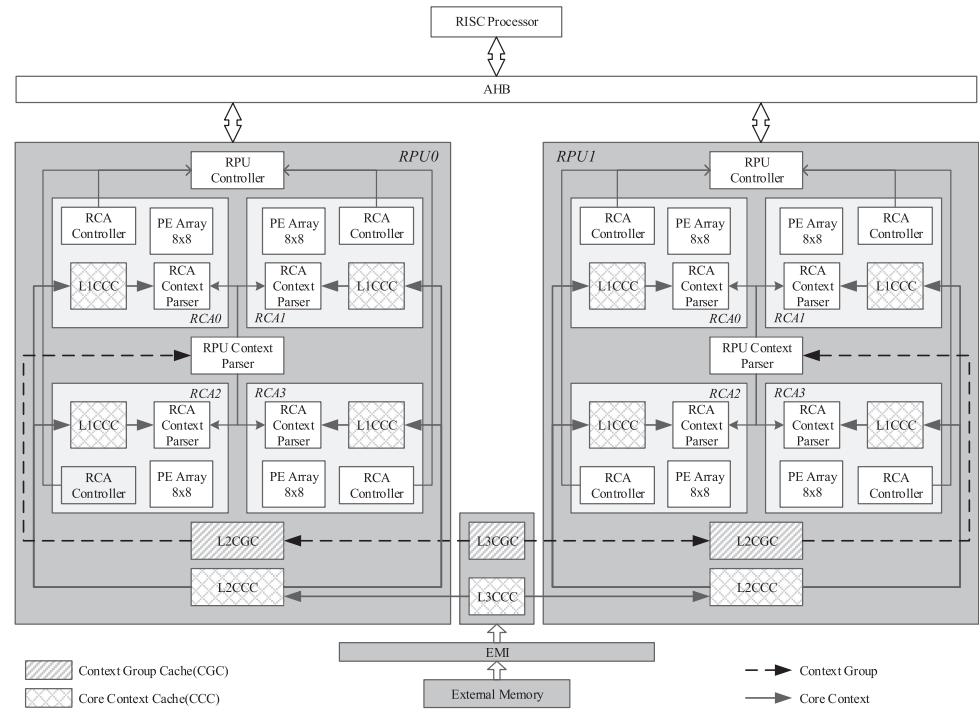 RISC Processor
AHB
RPU0
RPU
Controller
RCA
Controller
PE Array
8x8
PE Array
8x8
RCA
Controller
L1CCC
RCA
Context
Parser
RCA
Context
Parser
L1CCC
RCA0
RCA1
RPU Context
Parser
RCA2
RCA3
L1CCC
RCA
Context
Parser
RCA
Context
Parser
L1CCC
RCA
Controller
PE Array
8x8
PE Array
8x8
RCA
Controller
L2CGC
L2CCC
L3CGC
L3CCC
RPU1
RPU
Controller
RCA
Controller
PE Array
8x8
PE Array
8x8
RCA
Controller
L1CCC
RCA
Context
Parser
RCA
Context
Parser
L1CCC
RCA0
RCA1
RPU Context
Parser
RCA2
RCA3
L1CCC
RCA
Context
Parser
RCA
Context
Parser
L1CCC
RCA
Controller
PE Array
8x8
PE Array
8x8
RCA
Controller
L2CGC
L2CCC
EMI
External Memory
Context Group Cache(CGC)
Core Context Cache(CCC)
Context Group
Core Context